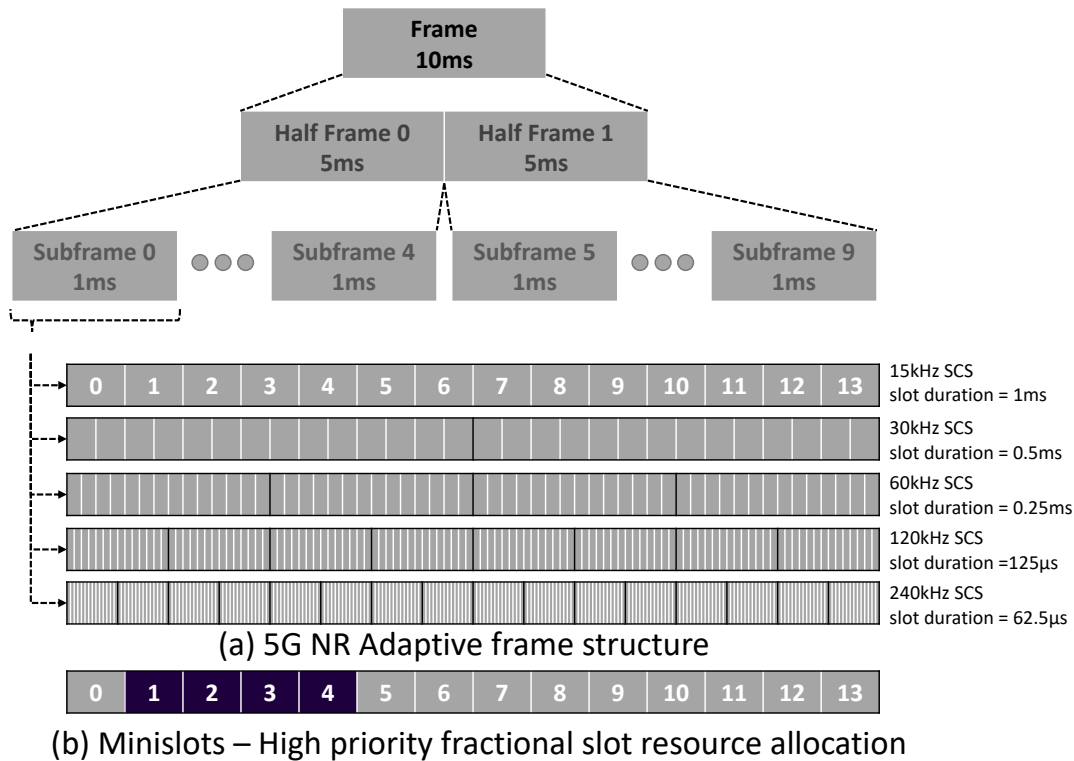 Frame
10ms
Half Frame 0
5ms
Half Frame 1
5ms
Subframe 0
1ms
Subframe 4
1ms
Subframe 5
1ms
Subframe 9
1ms
0 1 2 3 4 5 6 7 8 9 10 11 12 13
15kHz SCS
slot duration = 1ms
30kHz SCS
slot duration = 0.5ms
60kHz SCS
slot duration = 0.25ms
120kHz SCS
slot duration =125µs
240kHz SCS
slot duration = 62.5µs
(a) 5G NR Adaptive frame structure
0 1 2 3 4 5 6 7 8 9 10 11 12 13
(b) Minislots – High priority fractional slot resource allocation